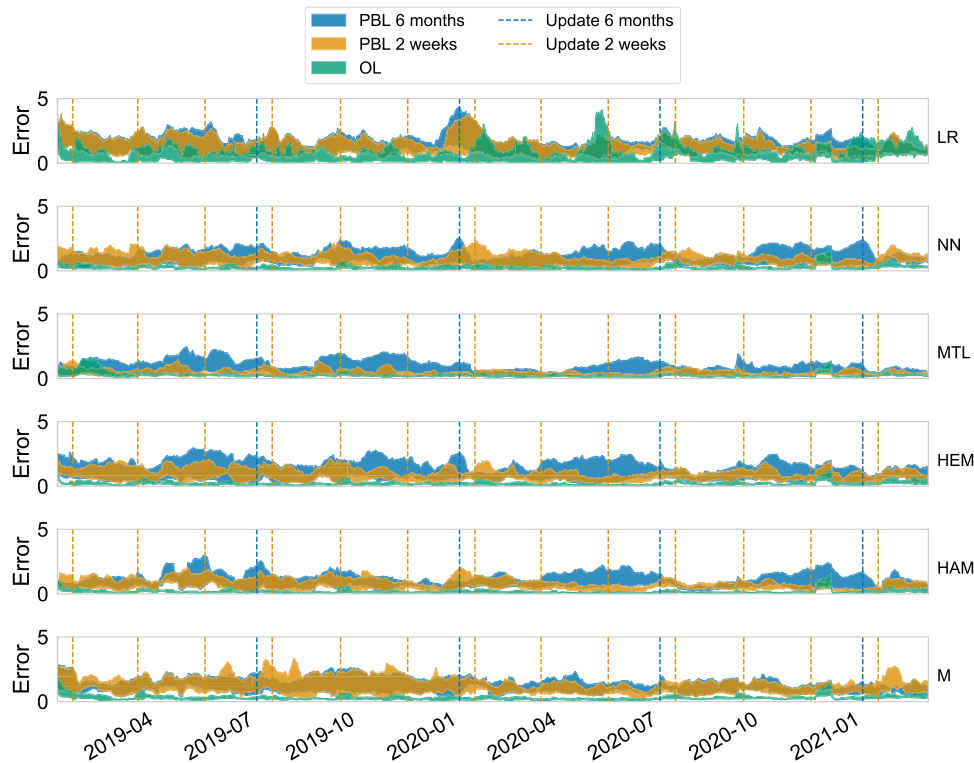 PBL 6 months
PBL 2 weeks
OL
Update 6 months
Update 2 weeks
5
Error
0
LR
5
Error
0
NN
5
Error
0
MTL
5
Error
0
HEM
5
Error
0
HAM
5
Error
0
M
2019-04
2019-07
2019-10
2020-01
2020-04
2020-07
2020-10
2021-01